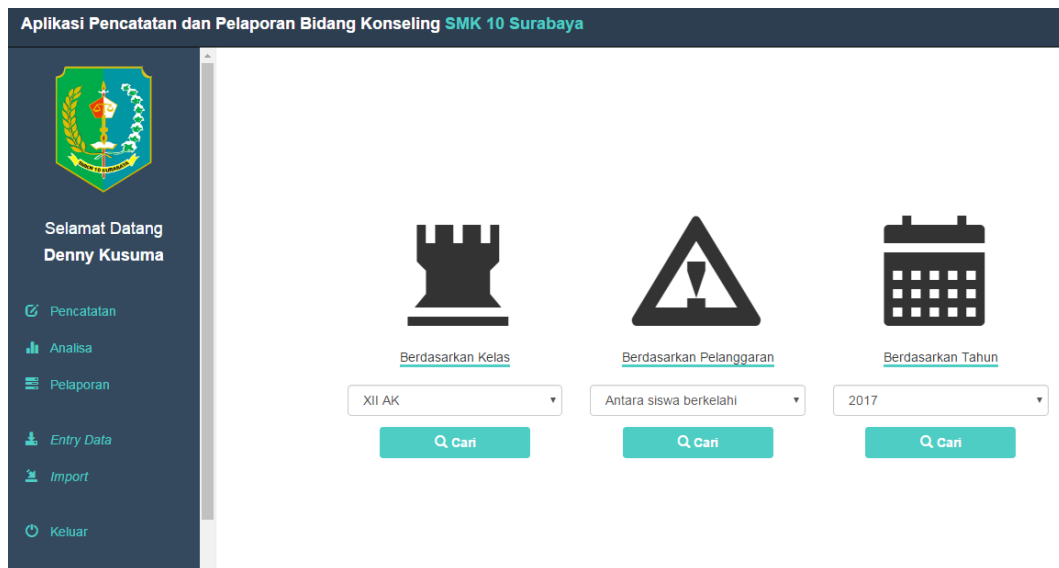 Aplikasi Pencatatan dan Pelaporan Bidang Konseling SMK 10 Surabaya
Selamat Datang
Denny Kusuma
Pencatatan
Analisa
Pelaporan
Entry Data
Import
Keluar
Berdasarkan Kelas
XII AK
Cari
Berdasarkan Pelanggaran
Antara siswa berkelahi
Cari
Berdasarkan Tahun
2017
Cari